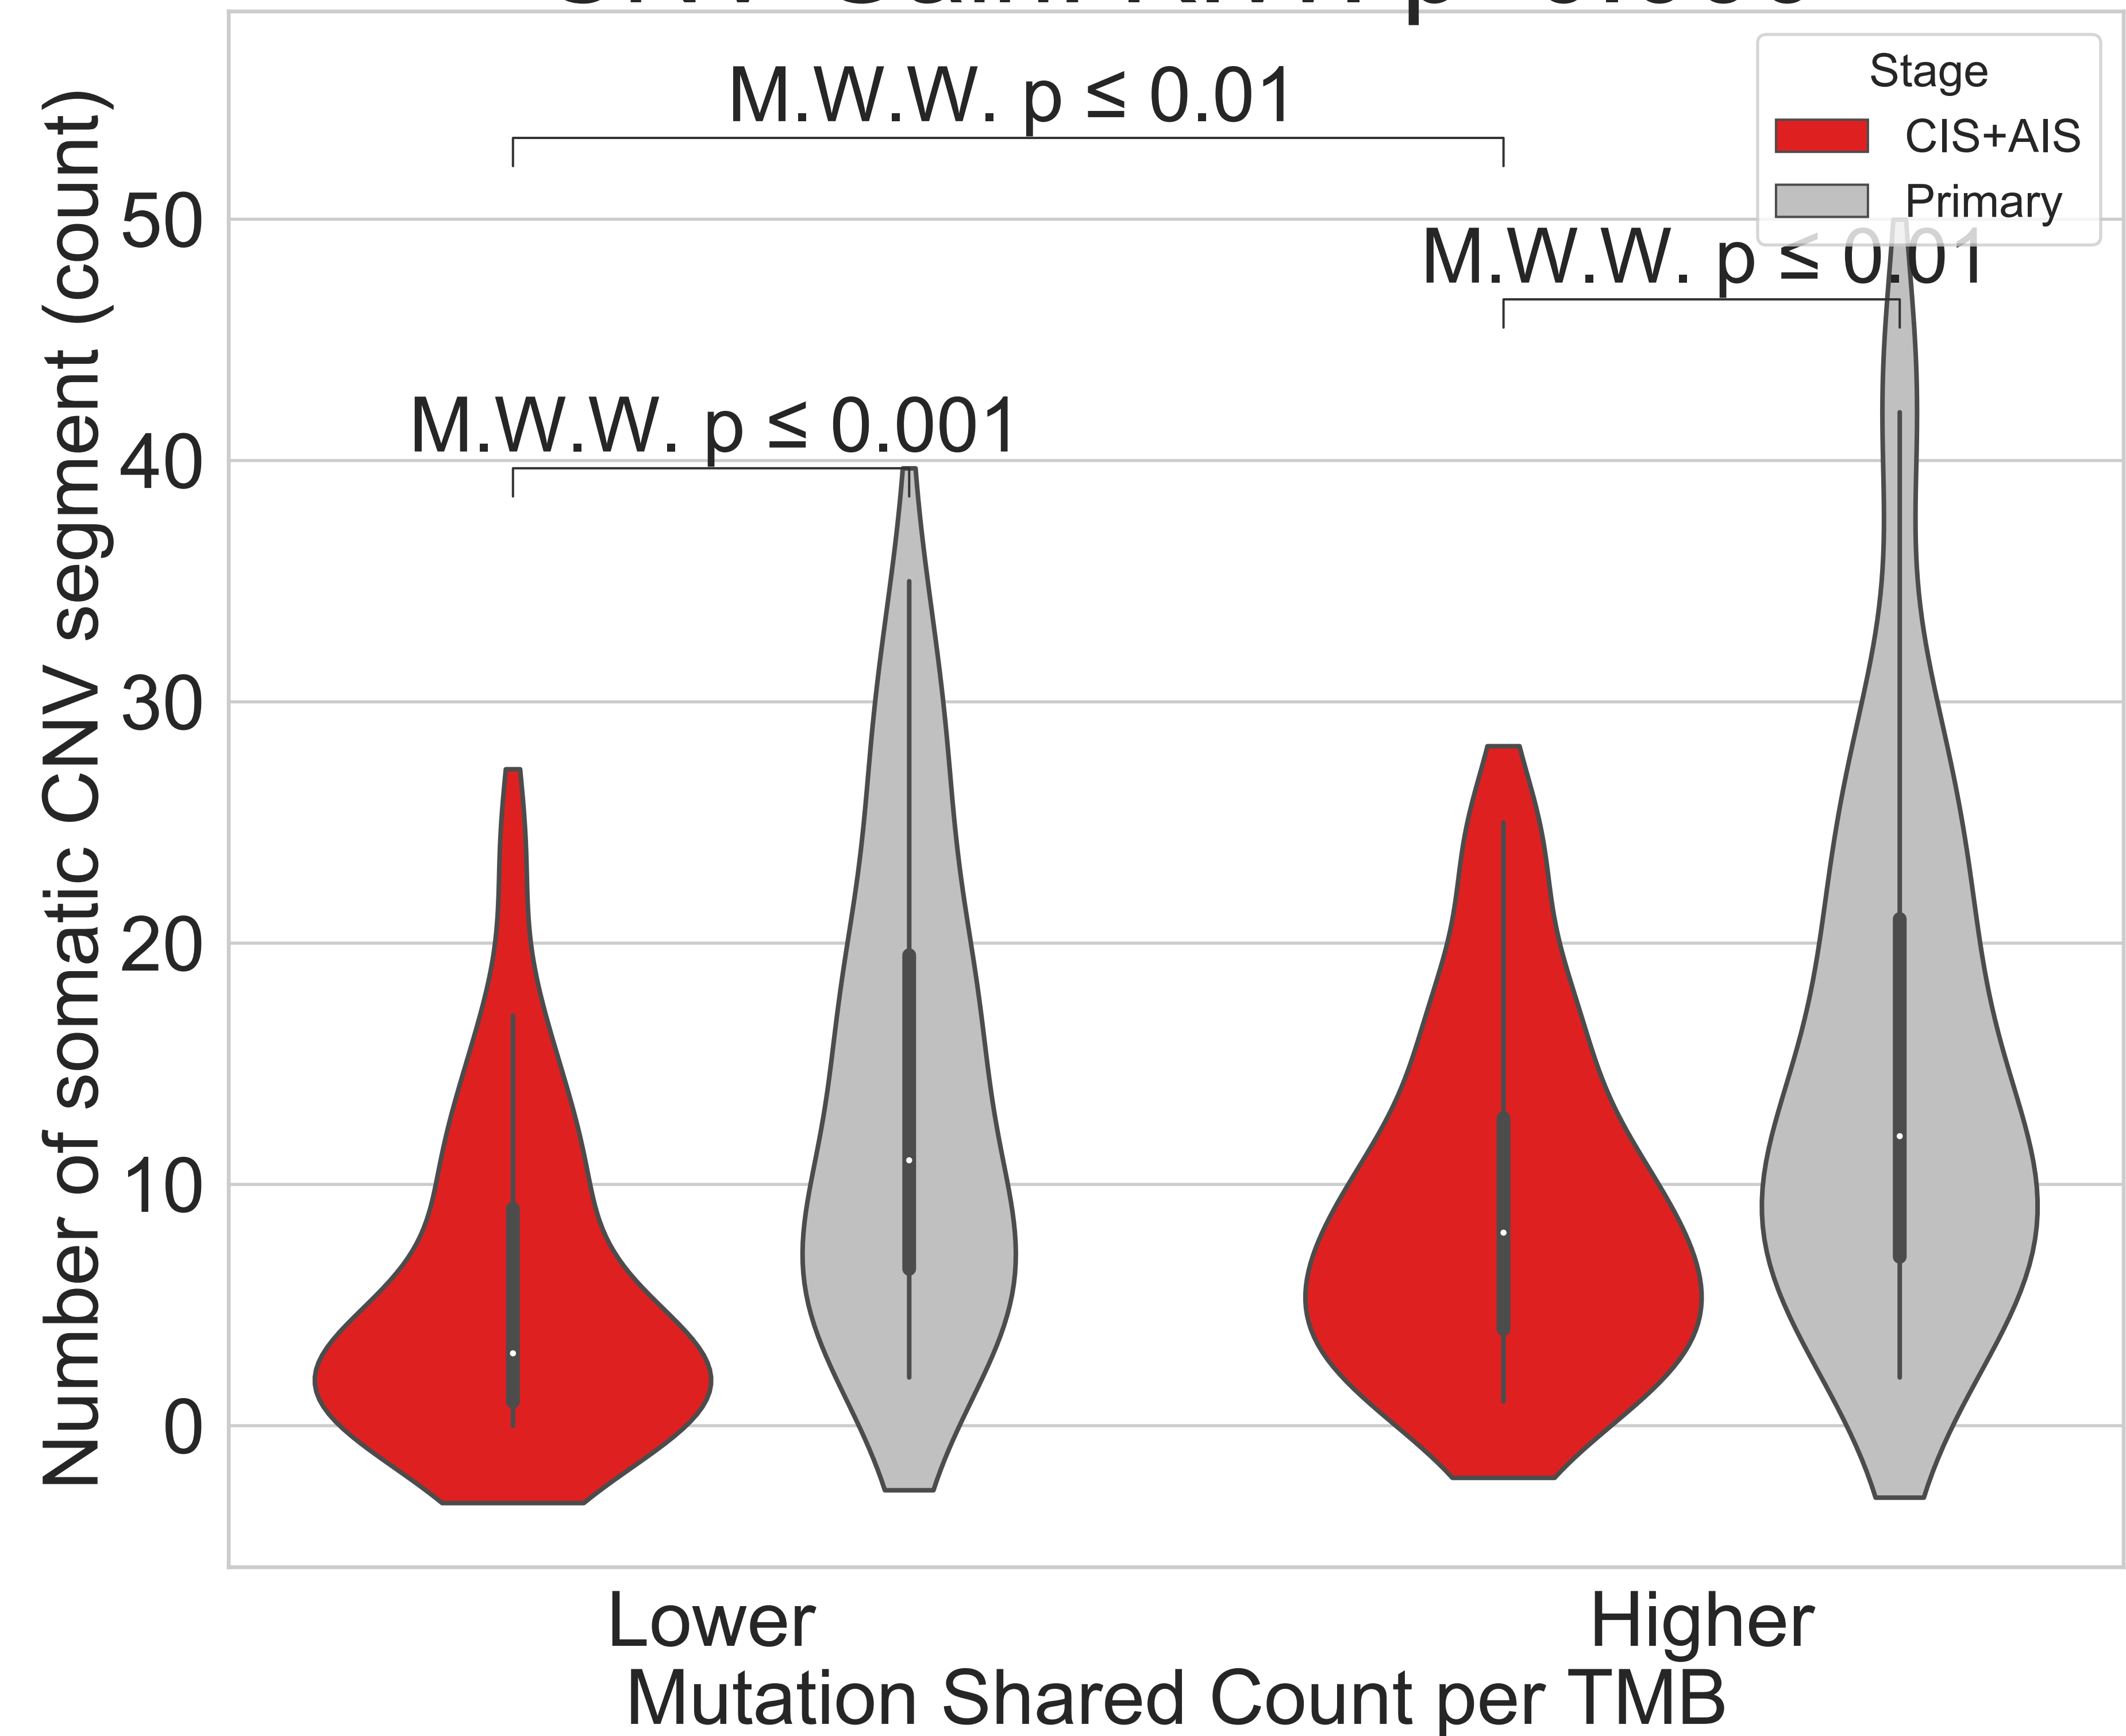 M.W.W. p ≤ 0.01
Stage
CIS+AIS
Primary
M.W.W. p ≤ 0.01
M.W.W. p ≤ 0.001
Number of somatic CNV segment (count)
50
40
30
20
10
0
Lower
Higher
Mutation Shared Count per TMB